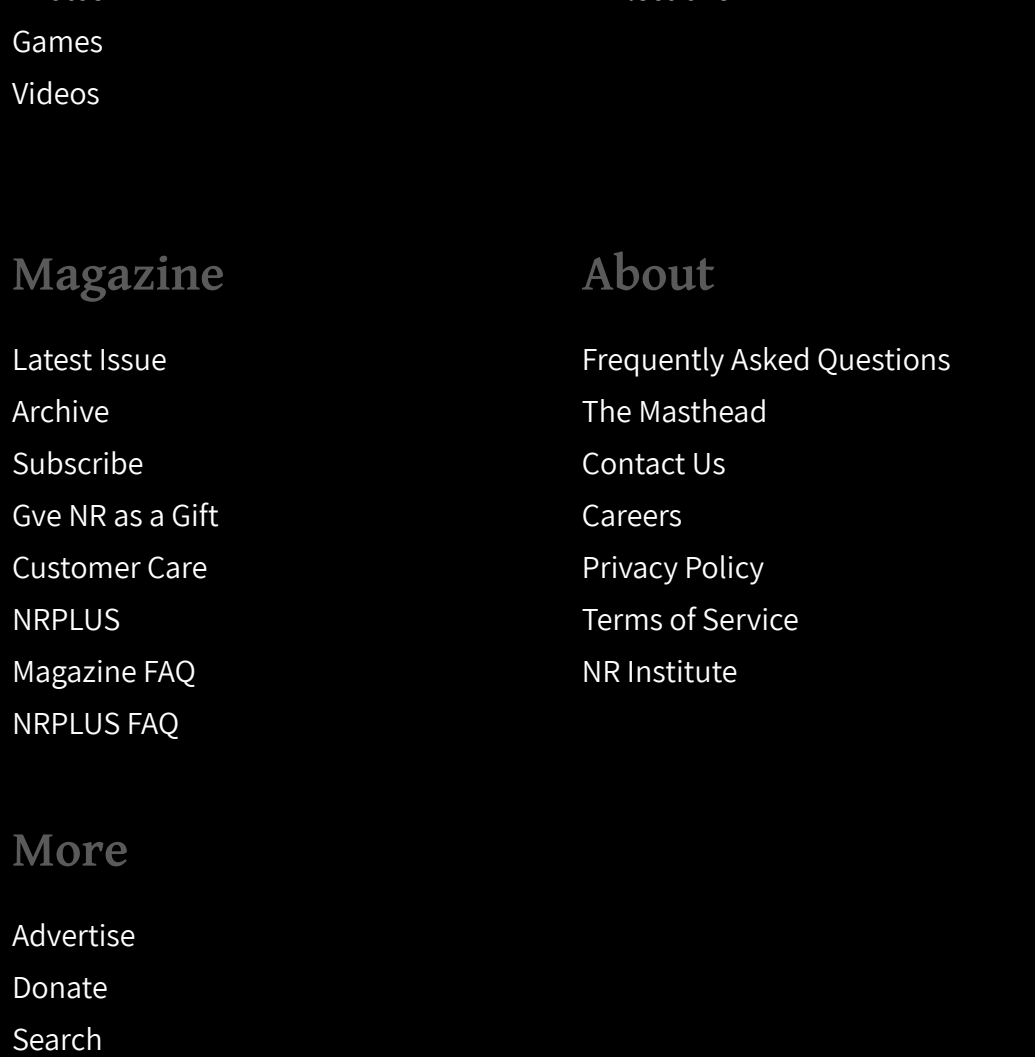 Games
Videos
Magazine
Latest Issue
Archive
Subscribe
Gve NR as a Gift
Customer Care
NRPLUS
Magazine FAQ
NRPLUS FAQ
About
Frequently Asked Questions
The Masthead
Contact Us
Careers
Privacy Policy
Terms of Service
NR Institute
More
Advertise
Donate
Search